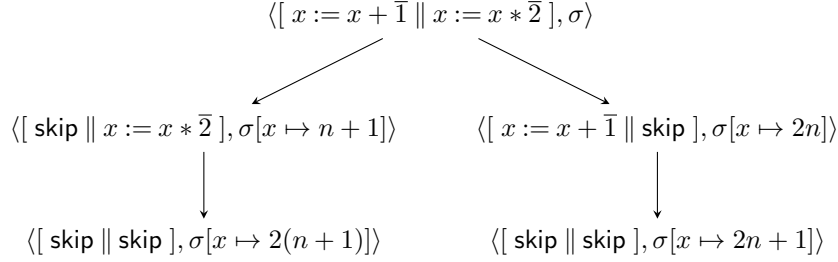 ⟨[ x := x + 1̅ ∥ x := x ∗ 2̅ ], σ⟩
⟨[ skip ∥ x := x ∗ 2̅ ], σ[x ↦ n + 1]⟩ ⟨[ x := x + 1̅ ∥ skip ], σ[x ↦ 2n]⟩
⟨[ skip ∥ skip ], σ[x ↦ 2(n + 1)]⟩ ⟨[ skip ∥ skip ], σ[x ↦ 2n + 1]⟩